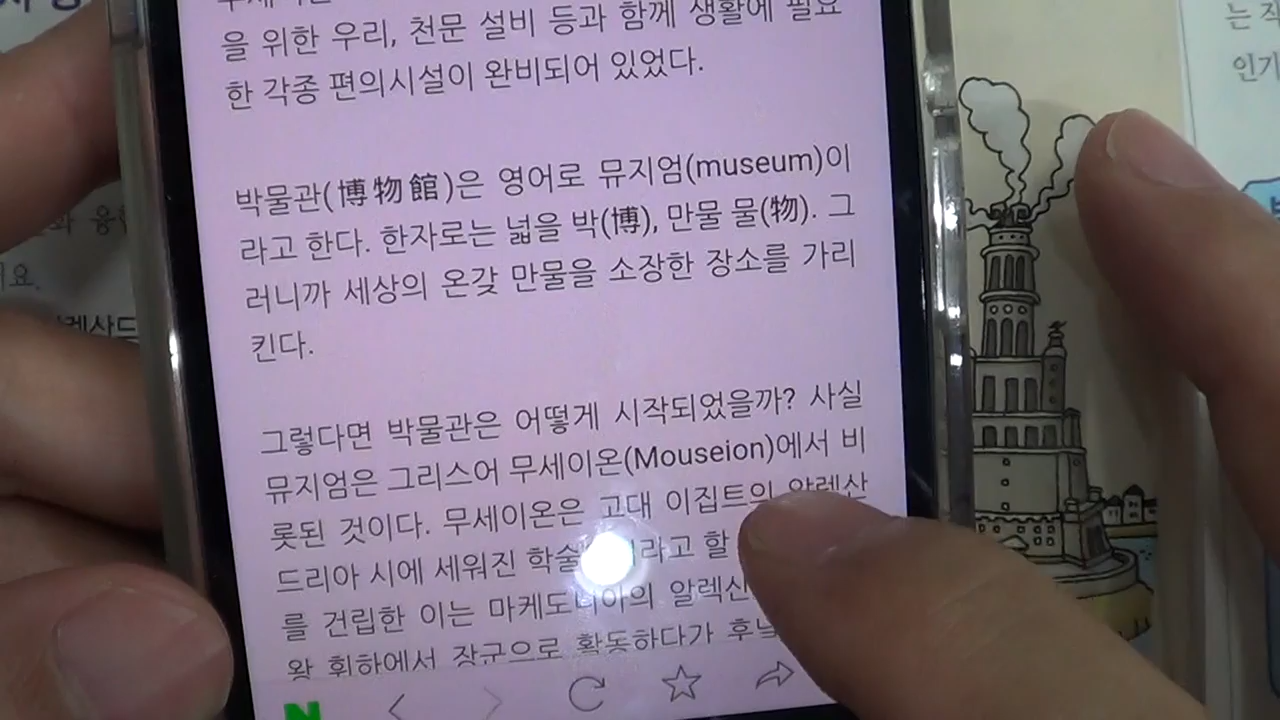 을 위한 우리, 천문 설비 등과 함께 생활에 필요
한 각종 편의시설이 완비되어 있었다.
박물관(博物館)은 영어로 뮤지엄(museum)이
라고 한다. 한자로는 넓을 박(博), 만물 물(物). 그
러니까 세상의 온갖 만물을 소장한 장소를 가리
킨다.
그렇다면 박물관은 어떻게 시작되었을까? 사실
뮤지엄은 그리스어 무세이온(Mouseion)에서 비
롯된 것이다. 무세이온은 고대 이집트의 알렉산
드리아 시에 세워진 라고 할
를 건립한 이는 마케도니아의
왕 휘하에서 장군으로 활동하다가
N
는
인기